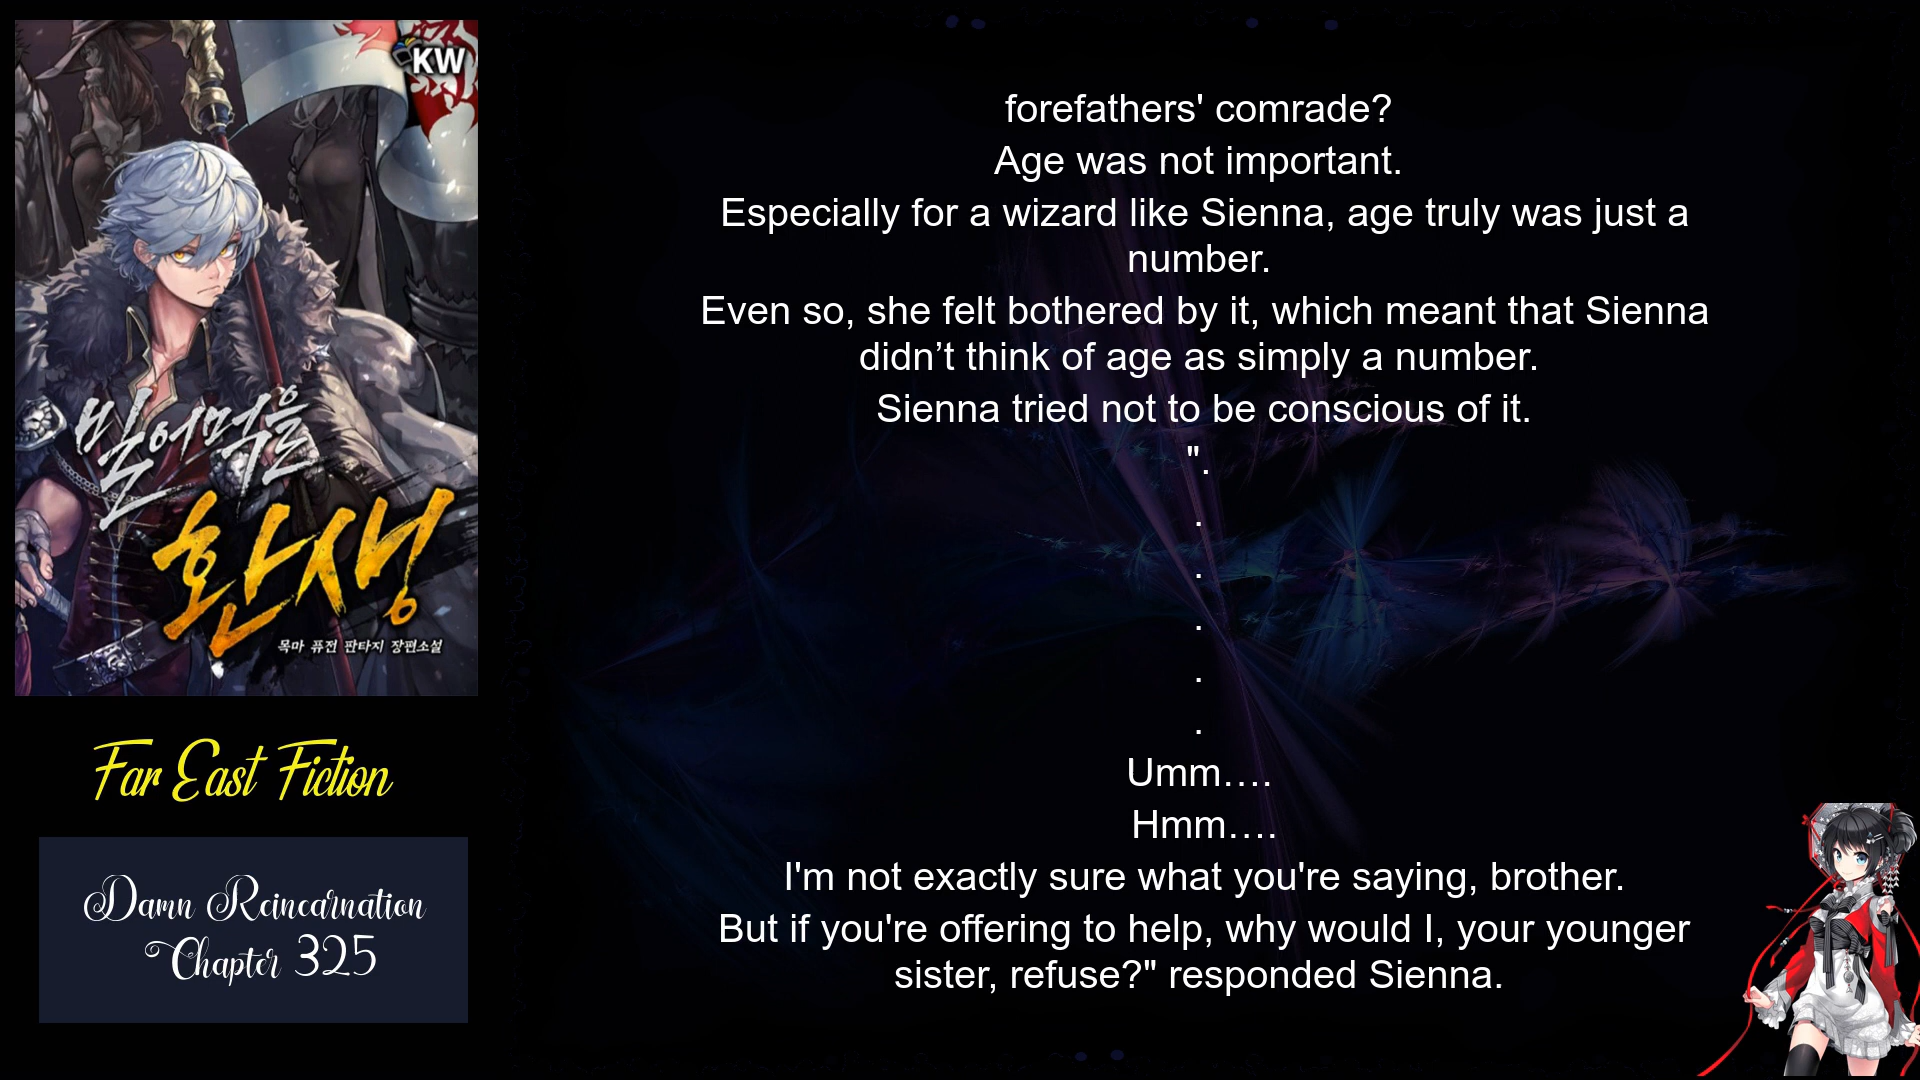 KW
빌어먹을
환생
목마 퓨전 판타지 장편소설
Far East Fiction
Damn Reincarnation
Chapter 325
forefathers' comrade?
Age was not important.
Especially for a wizard like Sienna, age truly was just a
number.
Even so, she felt bothered by it, which meant that Sienna
didn’t think of age as simply a number.
Sienna tried not to be conscious of it.
".
.
.
.
.
.
Umm….
Hmm….
I'm not exactly sure what you're saying, brother.
But if you're offering to help, why would I, your younger
sister, refuse?" responded Sienna.